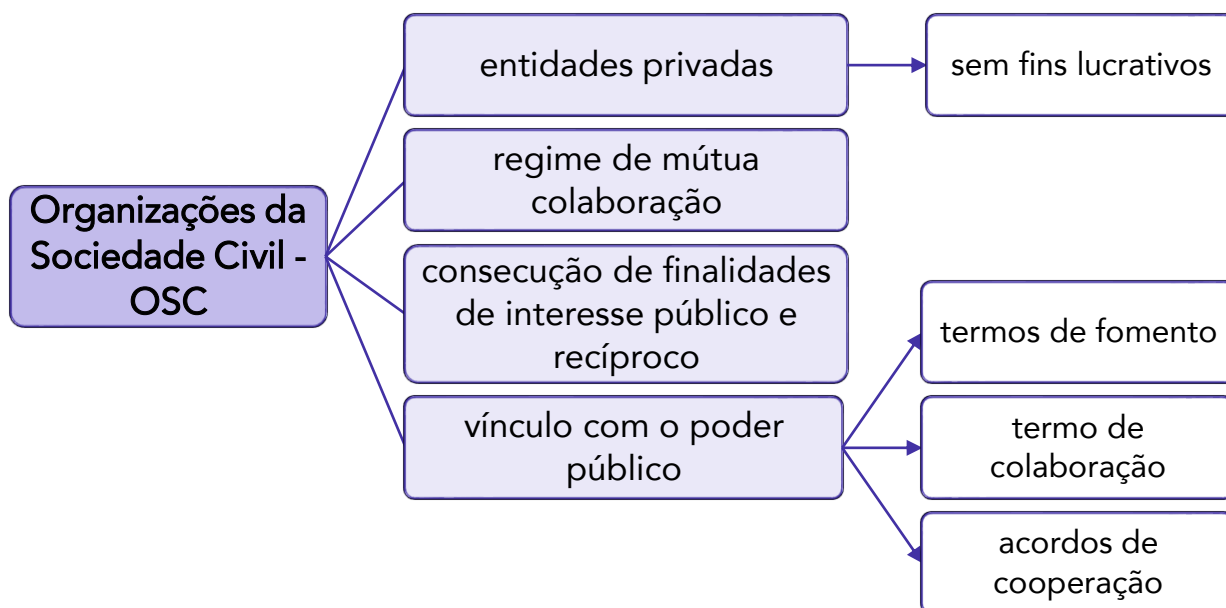 entidades privadas
sem fins lucrativos
regime de mútua
colaboração
Organizações da
Sociedade Civil -
OSC
consecução de finalidades
de interesse público e
recíproco
vínculo com o poder
público
termos de fomento
termo de
colaboração
acordos de
cooperação